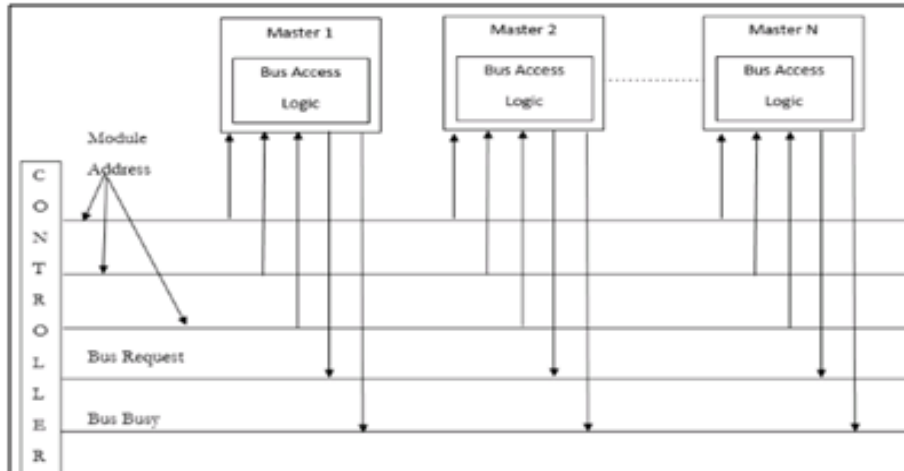 Master 1
Bus Access
Logic
Master 2
Bus Access
Logic
Master N
Bus Access
Logic
Module
Address
C
O
N
T
R
O
L
L
E
R
Bus Request
Bus Busy